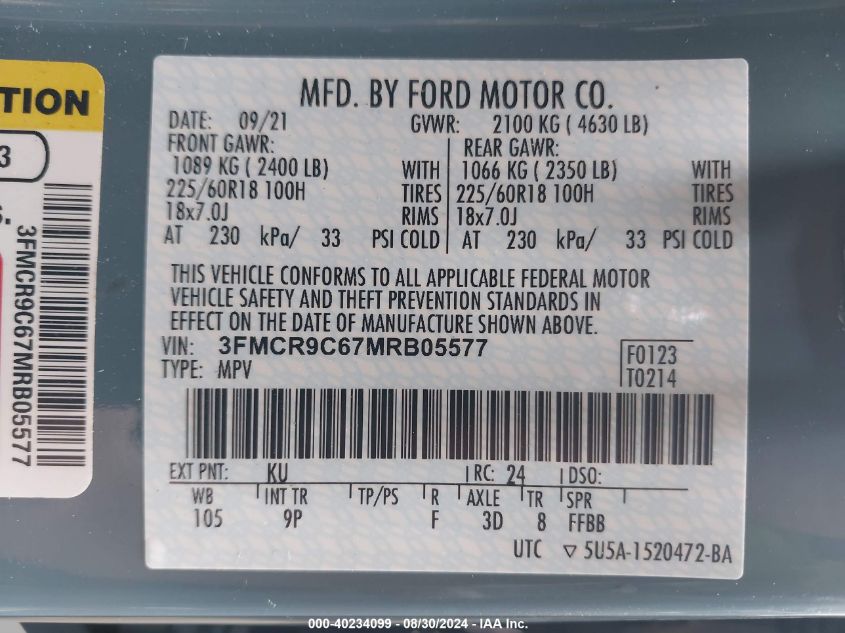 TION
3
S.
3FMCR9C67MRB05577
MFD. BY FORD MOTOR CO.
DATE: 09/21 GVWR: 2100 KG ( 4630 LB)
FRONT GAWR: REAR GAWR:
1089 KG ( 2400 LB) WITH 1066 KG ( 2350 LB) WITH
225/60R18 100H TIRES 225/60R18 100H TIRES
18x7.0J RIMS 18x7.0J RIMS
AT 230 kPa/ 33 PSI COLD AT 230 kPa/ 33 PSI COLD
THIS VEHICLE CONFORMS TO ALL APPLICABLE FEDERAL MOTOR
VEHICLE SAFETY AND THEFT PREVENTION STANDARDS IN
EFFECT ON THE DATE OF MANUFACTURE SHOWN ABOVE.
VIN: 3FMCR9C67MRB05577 F0123
TYPE: MPV T0214
EXT PNT: KU RC: 24 DSO:
WB INT TR TP/PS R AXLE TR SPR
105 9P F 3D 8 FFBB
UTC ▽ 5U5A-1520472-BA
000-40234099 - 08/30/2024 - IAA Inc.